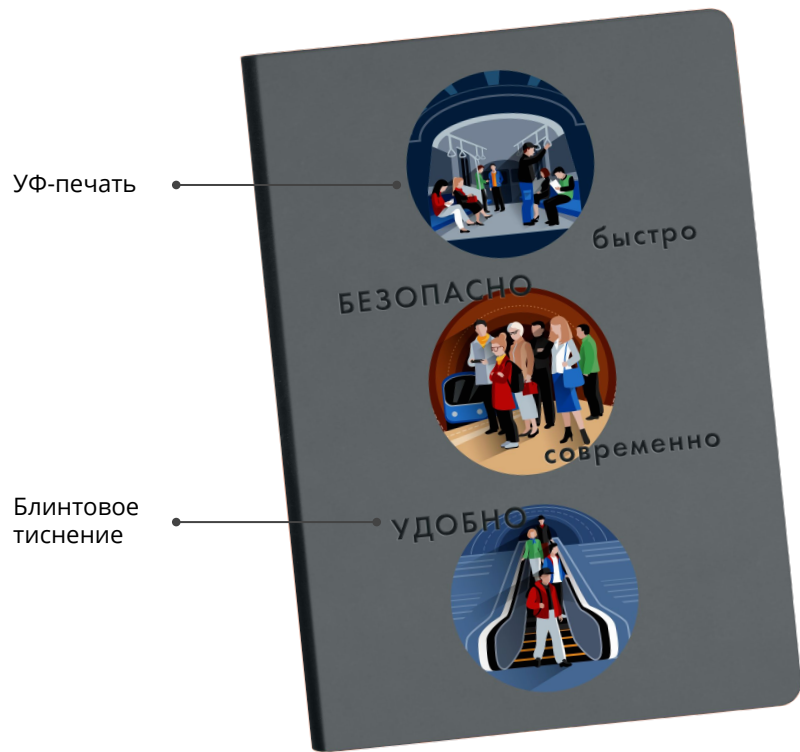 УФ-печать
быстро
БЕЗОПАСНО
современно
Блинтовое
тиснение
УДОБНО